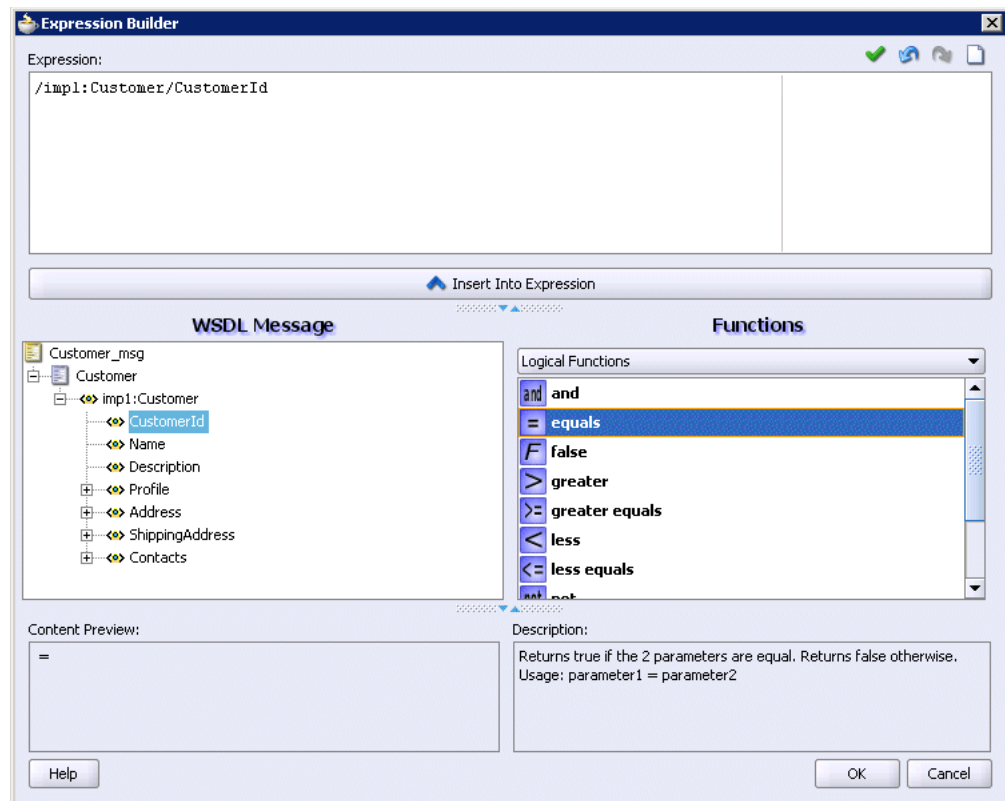 Expression Builder
Expression:
/imp1:Customer/CustomerId
Insert Into Expression
WSDL Message
Functions
Customer_msg
Customer
imp1:Customer
CustomerId
Name
Description
Profile
Address
ShippingAddress
Contacts
Logical Functions
and and
= equals
F false
> greater
>= greater equals
< less
<= less equals
not not
Content Preview:
=
Description:
Returns true if the 2 parameters are equal. Returns false otherwise.
Usage: parameter1 = parameter2
Help
OK
Cancel